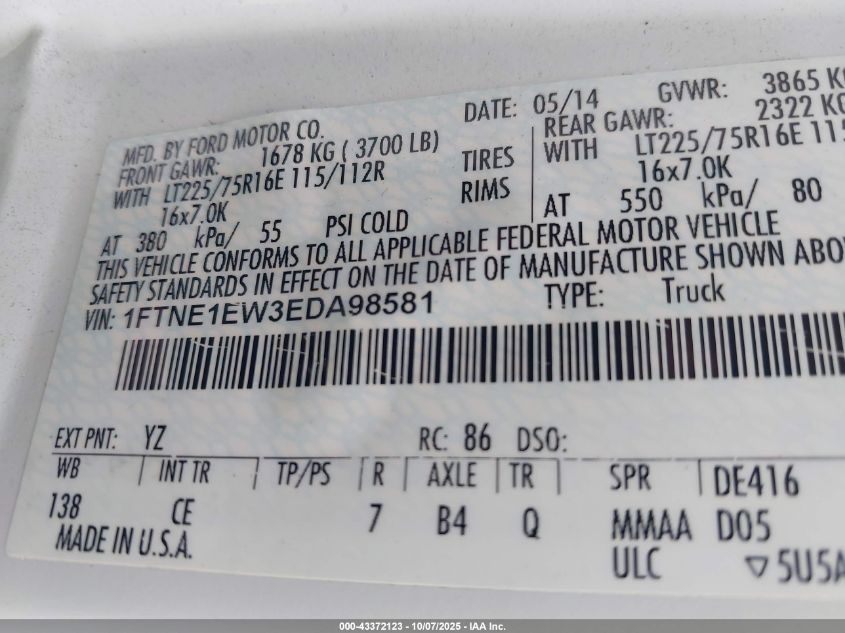 DATE: 05/14 GVWR: 3865 KG
MFD. BY FORD MOTOR CO.
FRONT GAWR: 1678 KG ( 3700 LB)
REAR GAWR: 2322 KG
WITH LT225/75R16E 115/112R TIRES WITH LT225/75R16E 115
16x7.0K RIMS 16x7.0K
AT 380 kPa/ 55 PSI COLD AT 550 kPa/ 80
THIS VEHICLE CONFORMS TO ALL APPLICABLE FEDERAL MOTOR VEHICLE
SAFETY STANDARDS IN EFFECT ON THE DATE OF MANUFACTURE SHOWN ABO
VIN: 1FTNE1EW3EDA98581 TYPE: Truck
EXT PNT: YZ RC: 86 DSO:
WB INT TR TP/PS R AXLE TR SPR DE416
138 CE 7 B4 Q MMAA D05
MADE IN U.S.A. ULC ▽5U5A
000-43372123 - 10/07/2025 - IAA Inc.